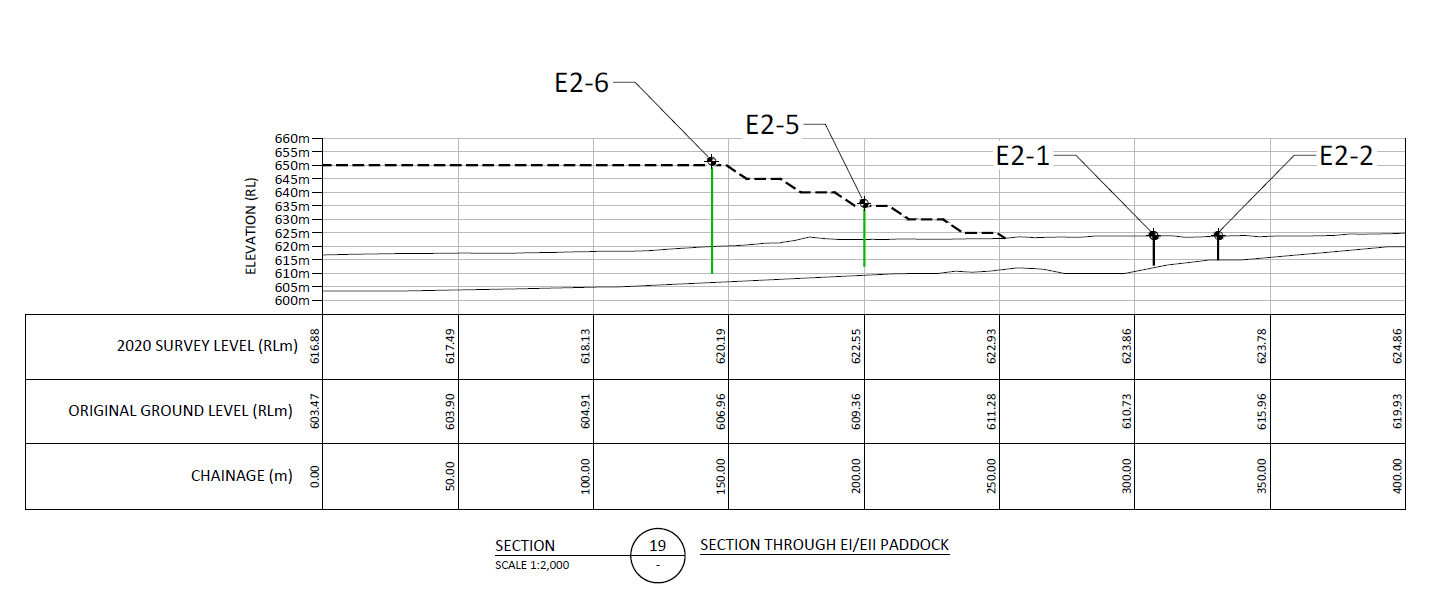 E2-6
E2-5
E2-1
E2-2
ELEVATION (RL)
660m
655m
650m
645m
640m
635m
630m
625m
620m
615m
610m
605m
600m
2020 SURVEY LEVEL (RLm) 616.88 617.49 618.13 620.19 622.55 622.93 623.86 623.78 624.86
ORIGINAL GROUND LEVEL (RLm) 603.47 603.90 604.91 606.96 609.36 611.28 610.73 615.96 619.93
CHAINAGE (m) 0.00 50.00 100.00 150.00 200.00 250.00 300.00 350.00 400.00
SECTION 19 SECTION THROUGH EI/EII PADDOCK
SCALE 1:2,000 -